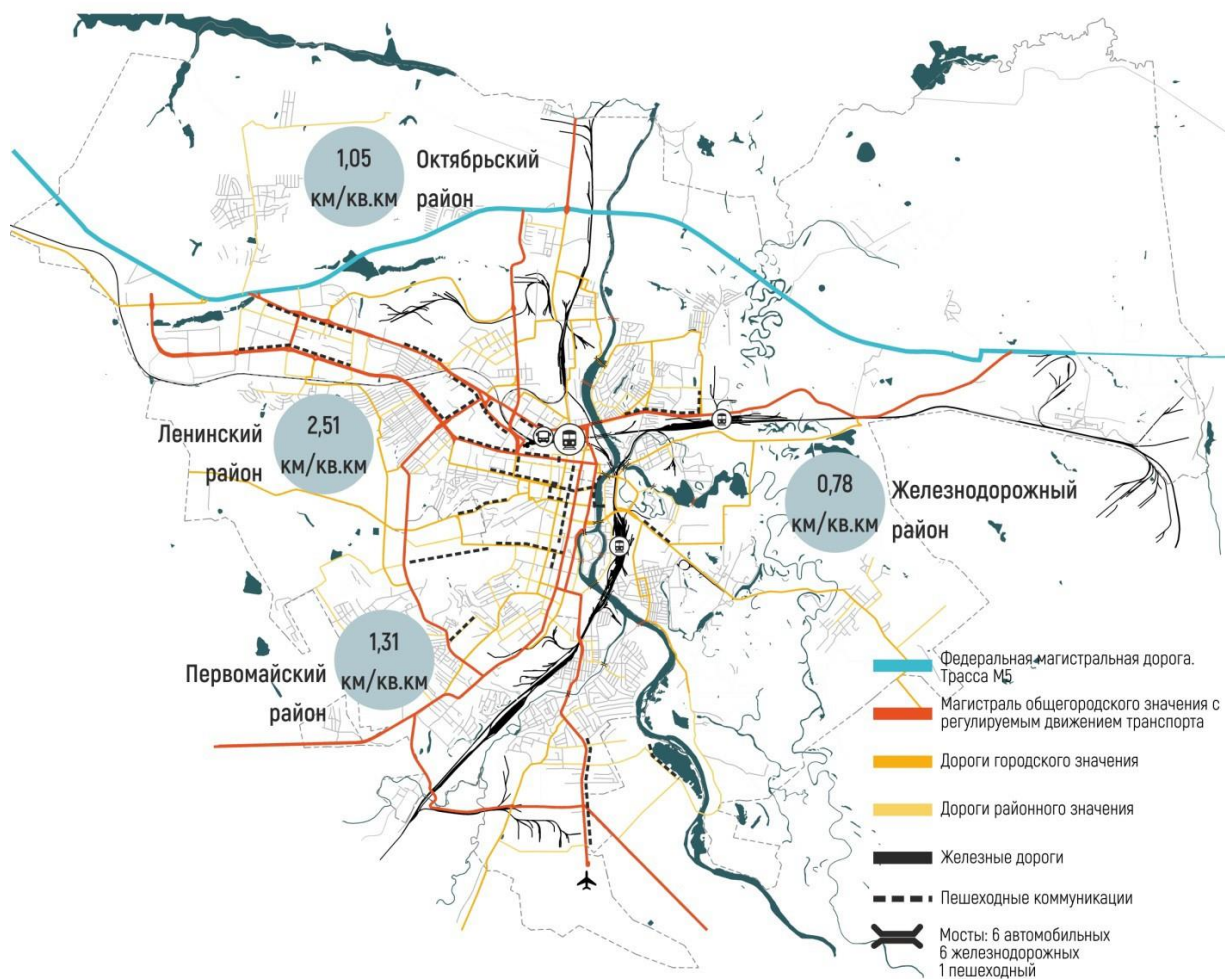 1,05
км/кв.км
Октябрьский
район
2,51
км/кв.км
Ленинский
район
0,78
км/кв.км
Железнодорожный
район
1,31
км/кв.км
Первомайский
район
Федеральная магистральная дорога.
Трасса М5
Магистраль общегородского значения с
регулируемым движением транспорта
Дороги городского значения
Дороги районного значения
Железные дороги
Пешеходные коммуникации
Мосты: 6 автомобильных
6 железнодорожных
1 пешеходный